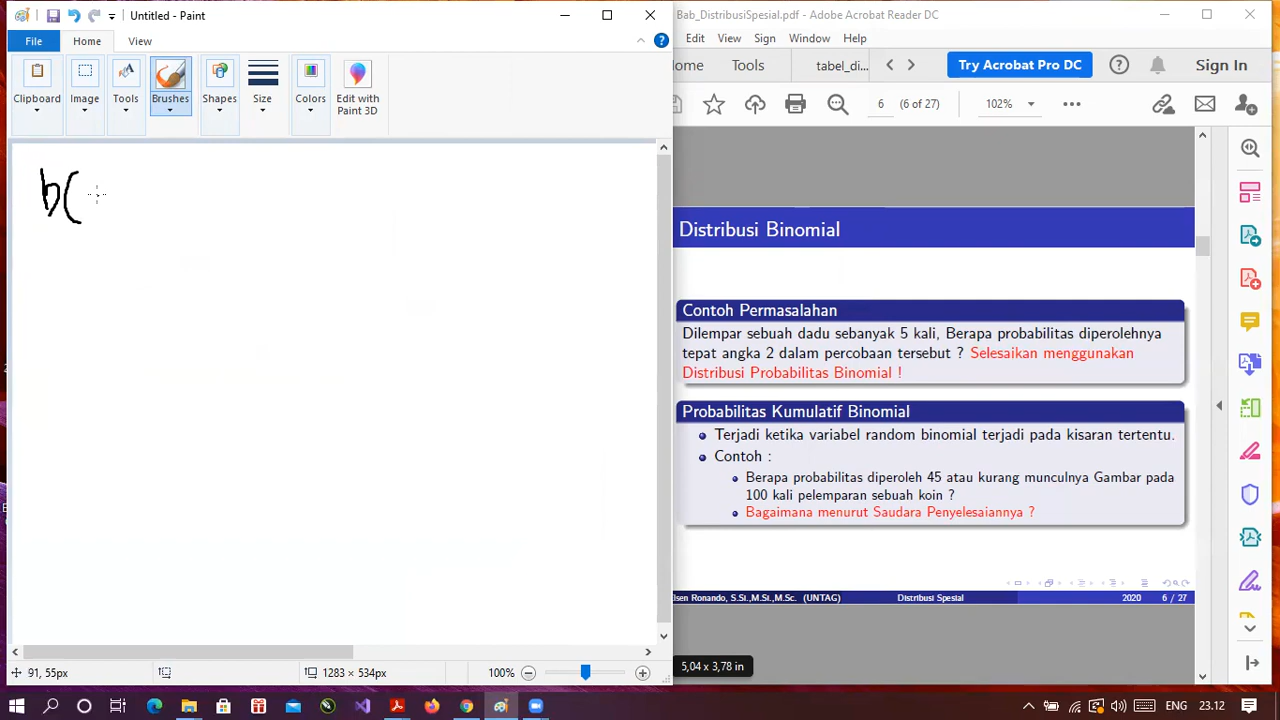 Untitled - Paint
File
Home
View
Clipboard
Image
Tools
Brushes
Shapes
Size
Colors
Edit with
Paint 3D
b(
91, 55px
1283 × 534px
100%
Bab_DistribusiSpesial.pdf - Adobe Acrobat Reader DC
Edit View Sign Window Help
ome Tools tabel_di... Try Acrobat Pro DC Sign In
6 (6 of 27) 102%
Distribusi Binomial
Contoh Permasalahan
Dilempar sebuah dadu sebanyak 5 kali, Berapa probabilitas diperolehnya
tepat angka 2 dalam percobaan tersebut ? Selesaikan menggunakan
Distribusi Probabilitas Binomial !
Probabilitas Kumulatif Binomial
Terjadi ketika variabel random binomial terjadi pada kisaran tertentu.
Contoh :
Berapa probabilitas diperoleh 45 atau kurang munculnya Gambar pada
100 kali pelemparan sebuah koin ?
Bagaimana menurut Saudara Penyelesaiannya ?
elsen Ronando, S.Si.,M.Si.,M.Sc. (UNTAG) Distribusi Spesial 2020 6 / 27
5,04 x 3,78 in
ENG 23.12